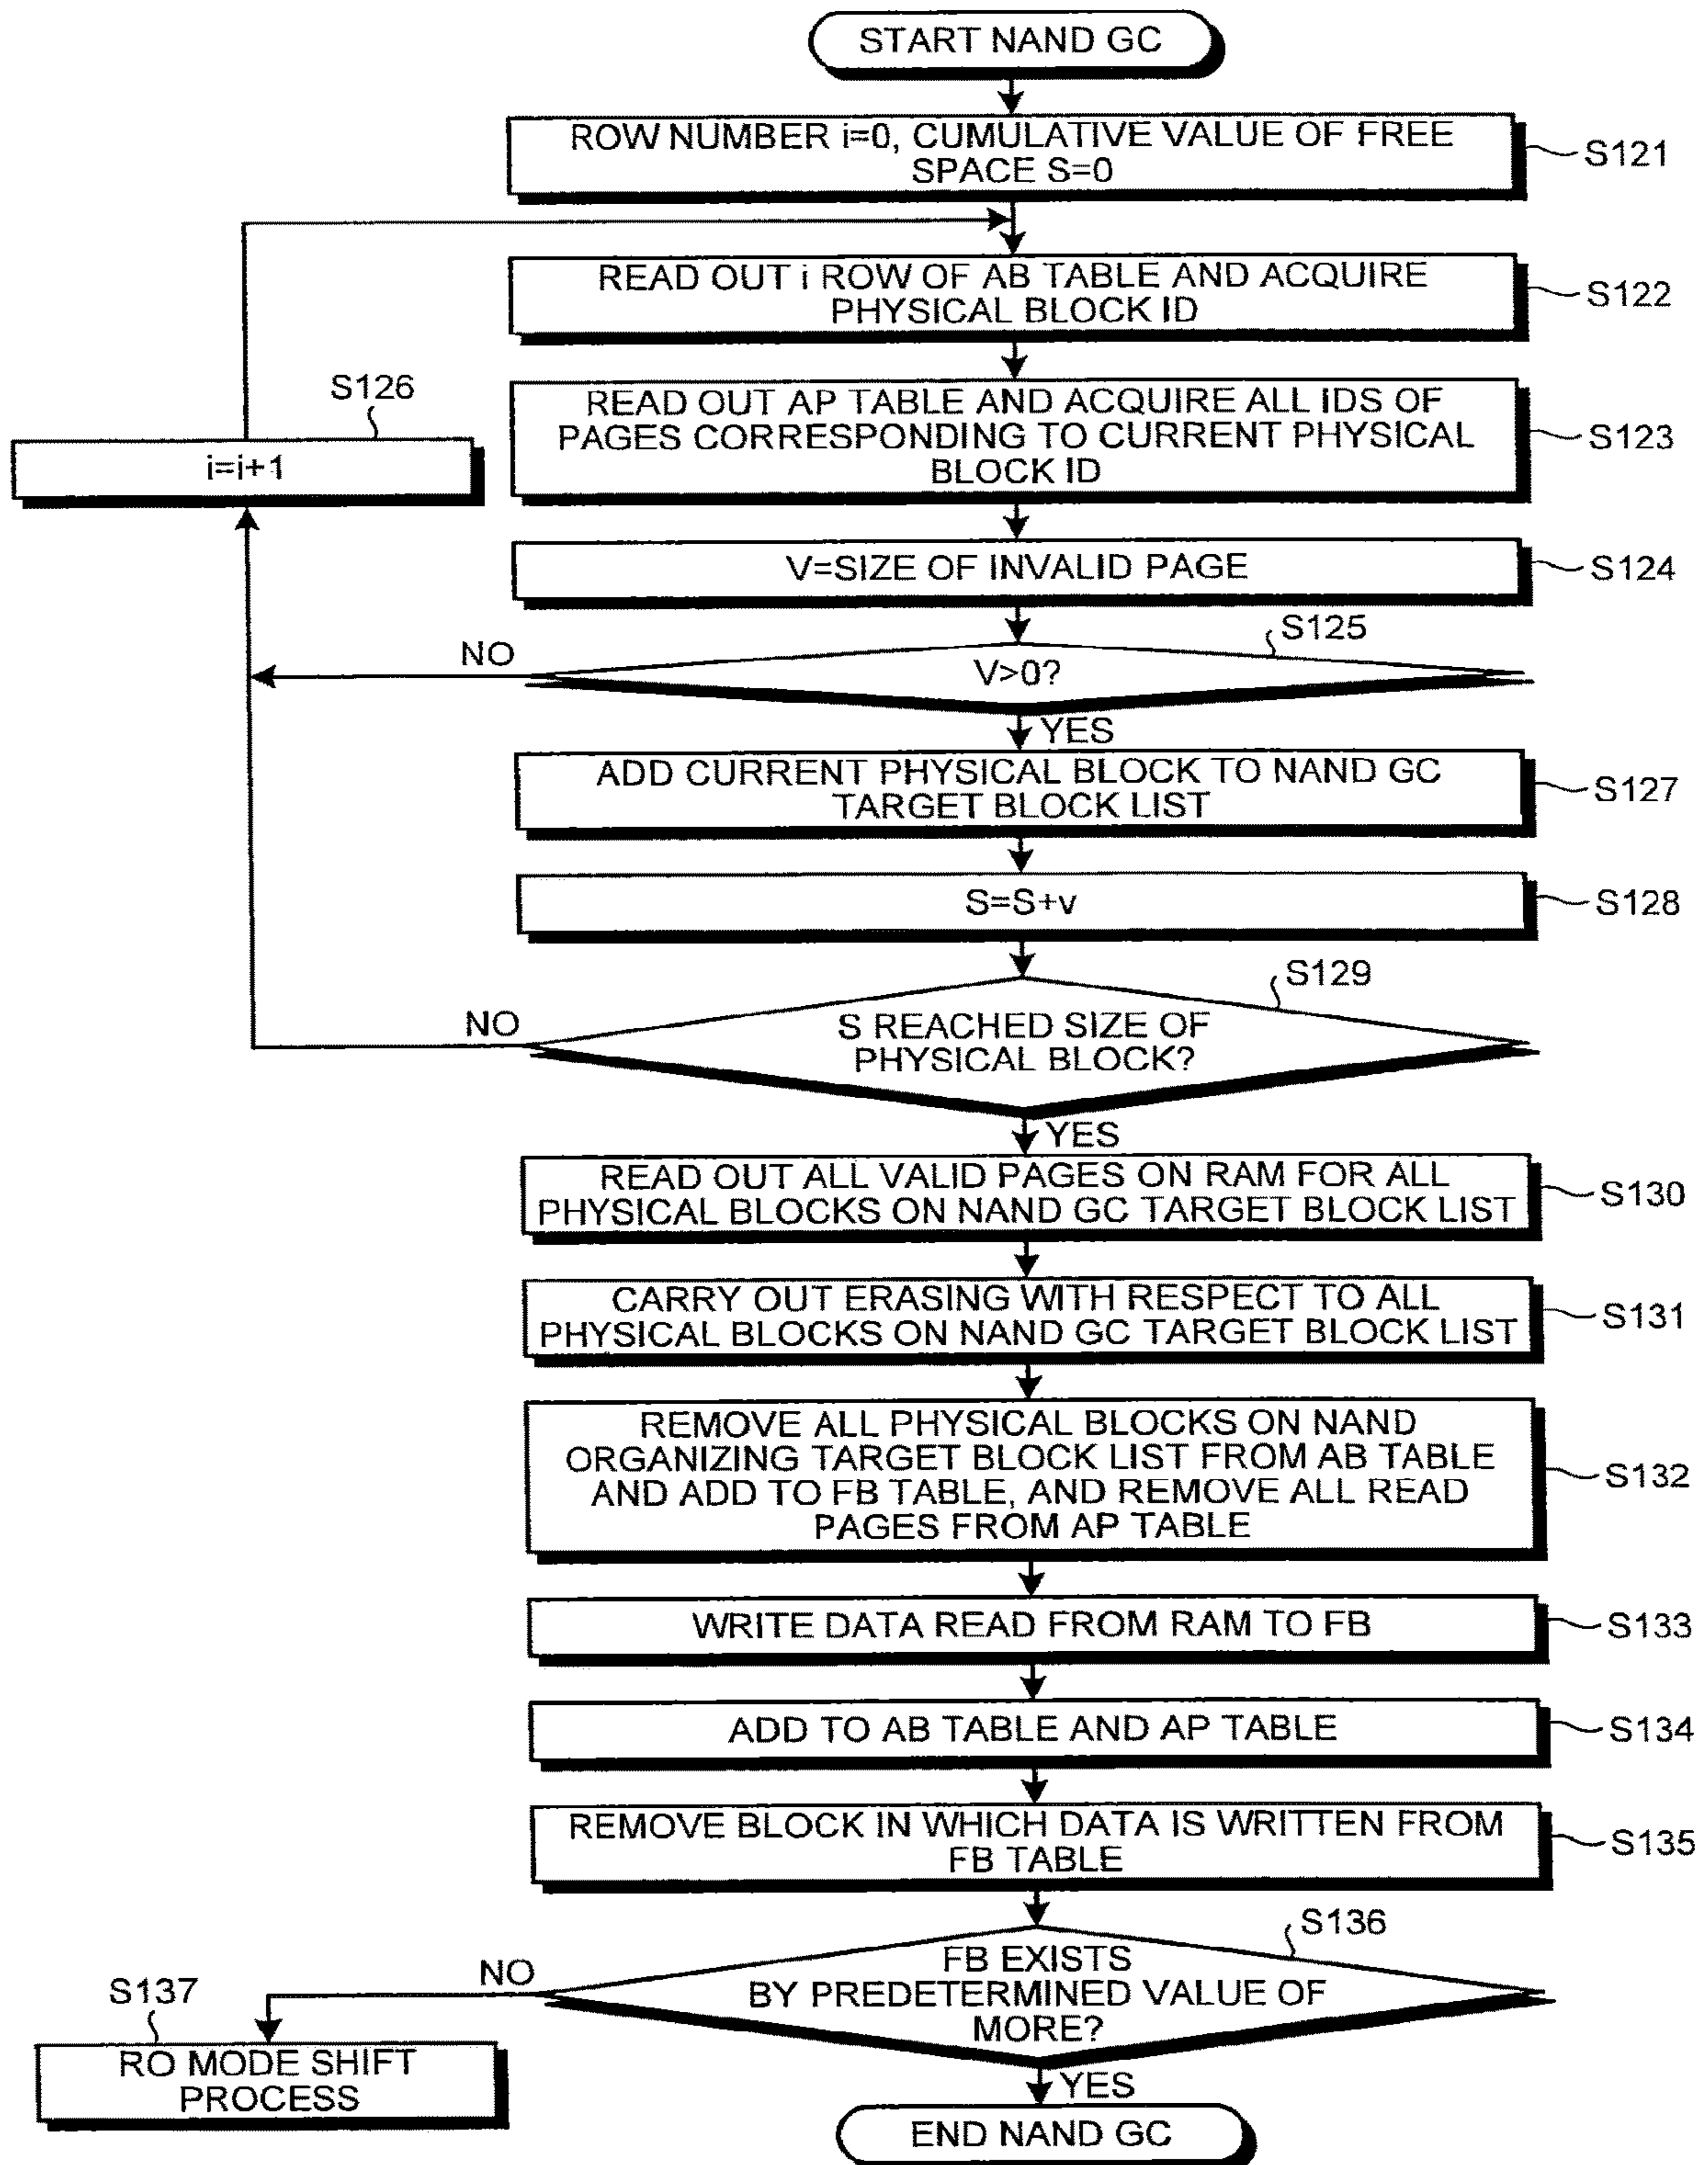 START NAND GC
ROW NUMBER i=0, CUMULATIVE VALUE OF FREE
SPACE S=0
S121
READ OUT i ROW OF AB TABLE AND ACQUIRE
PHYSICAL BLOCK ID
S122
S126
i=i+1
READ OUT AP TABLE AND ACQUIRE ALL IDS OF
PAGES CORRESPONDING TO CURRENT PHYSICAL
BLOCK ID
S123
V=SIZE OF INVALID PAGE
S124
S125
NO
V>0?
YES
ADD CURRENT PHYSICAL BLOCK TO NAND GC
TARGET BLOCK LIST
S127
S=S+v
S128
S129
NO
S REACHED SIZE OF
PHYSICAL BLOCK?
YES
READ OUT ALL VALID PAGES ON RAM FOR ALL
PHYSICAL BLOCKS ON NAND GC TARGET BLOCK LIST
S130
CARRY OUT ERASING WITH RESPECT TO ALL
PHYSICAL BLOCKS ON NAND GC TARGET BLOCK LIST
S131
REMOVE ALL PHYSICAL BLOCKS ON NAND
ORGANIZING TARGET BLOCK LIST FROM AB TABLE
AND ADD TO FB TABLE, AND REMOVE ALL READ
PAGES FROM AP TABLE
S132
WRITE DATA READ FROM RAM TO FB
S133
ADD TO AB TABLE AND AP TABLE
S134
REMOVE BLOCK IN WHICH DATA IS WRITTEN FROM
FB TABLE
S135
S136
NO
FB EXISTS
BY PREDETERMINED VALUE OF
MORE?
S137
RO MODE SHIFT
PROCESS
YES
END NAND GC